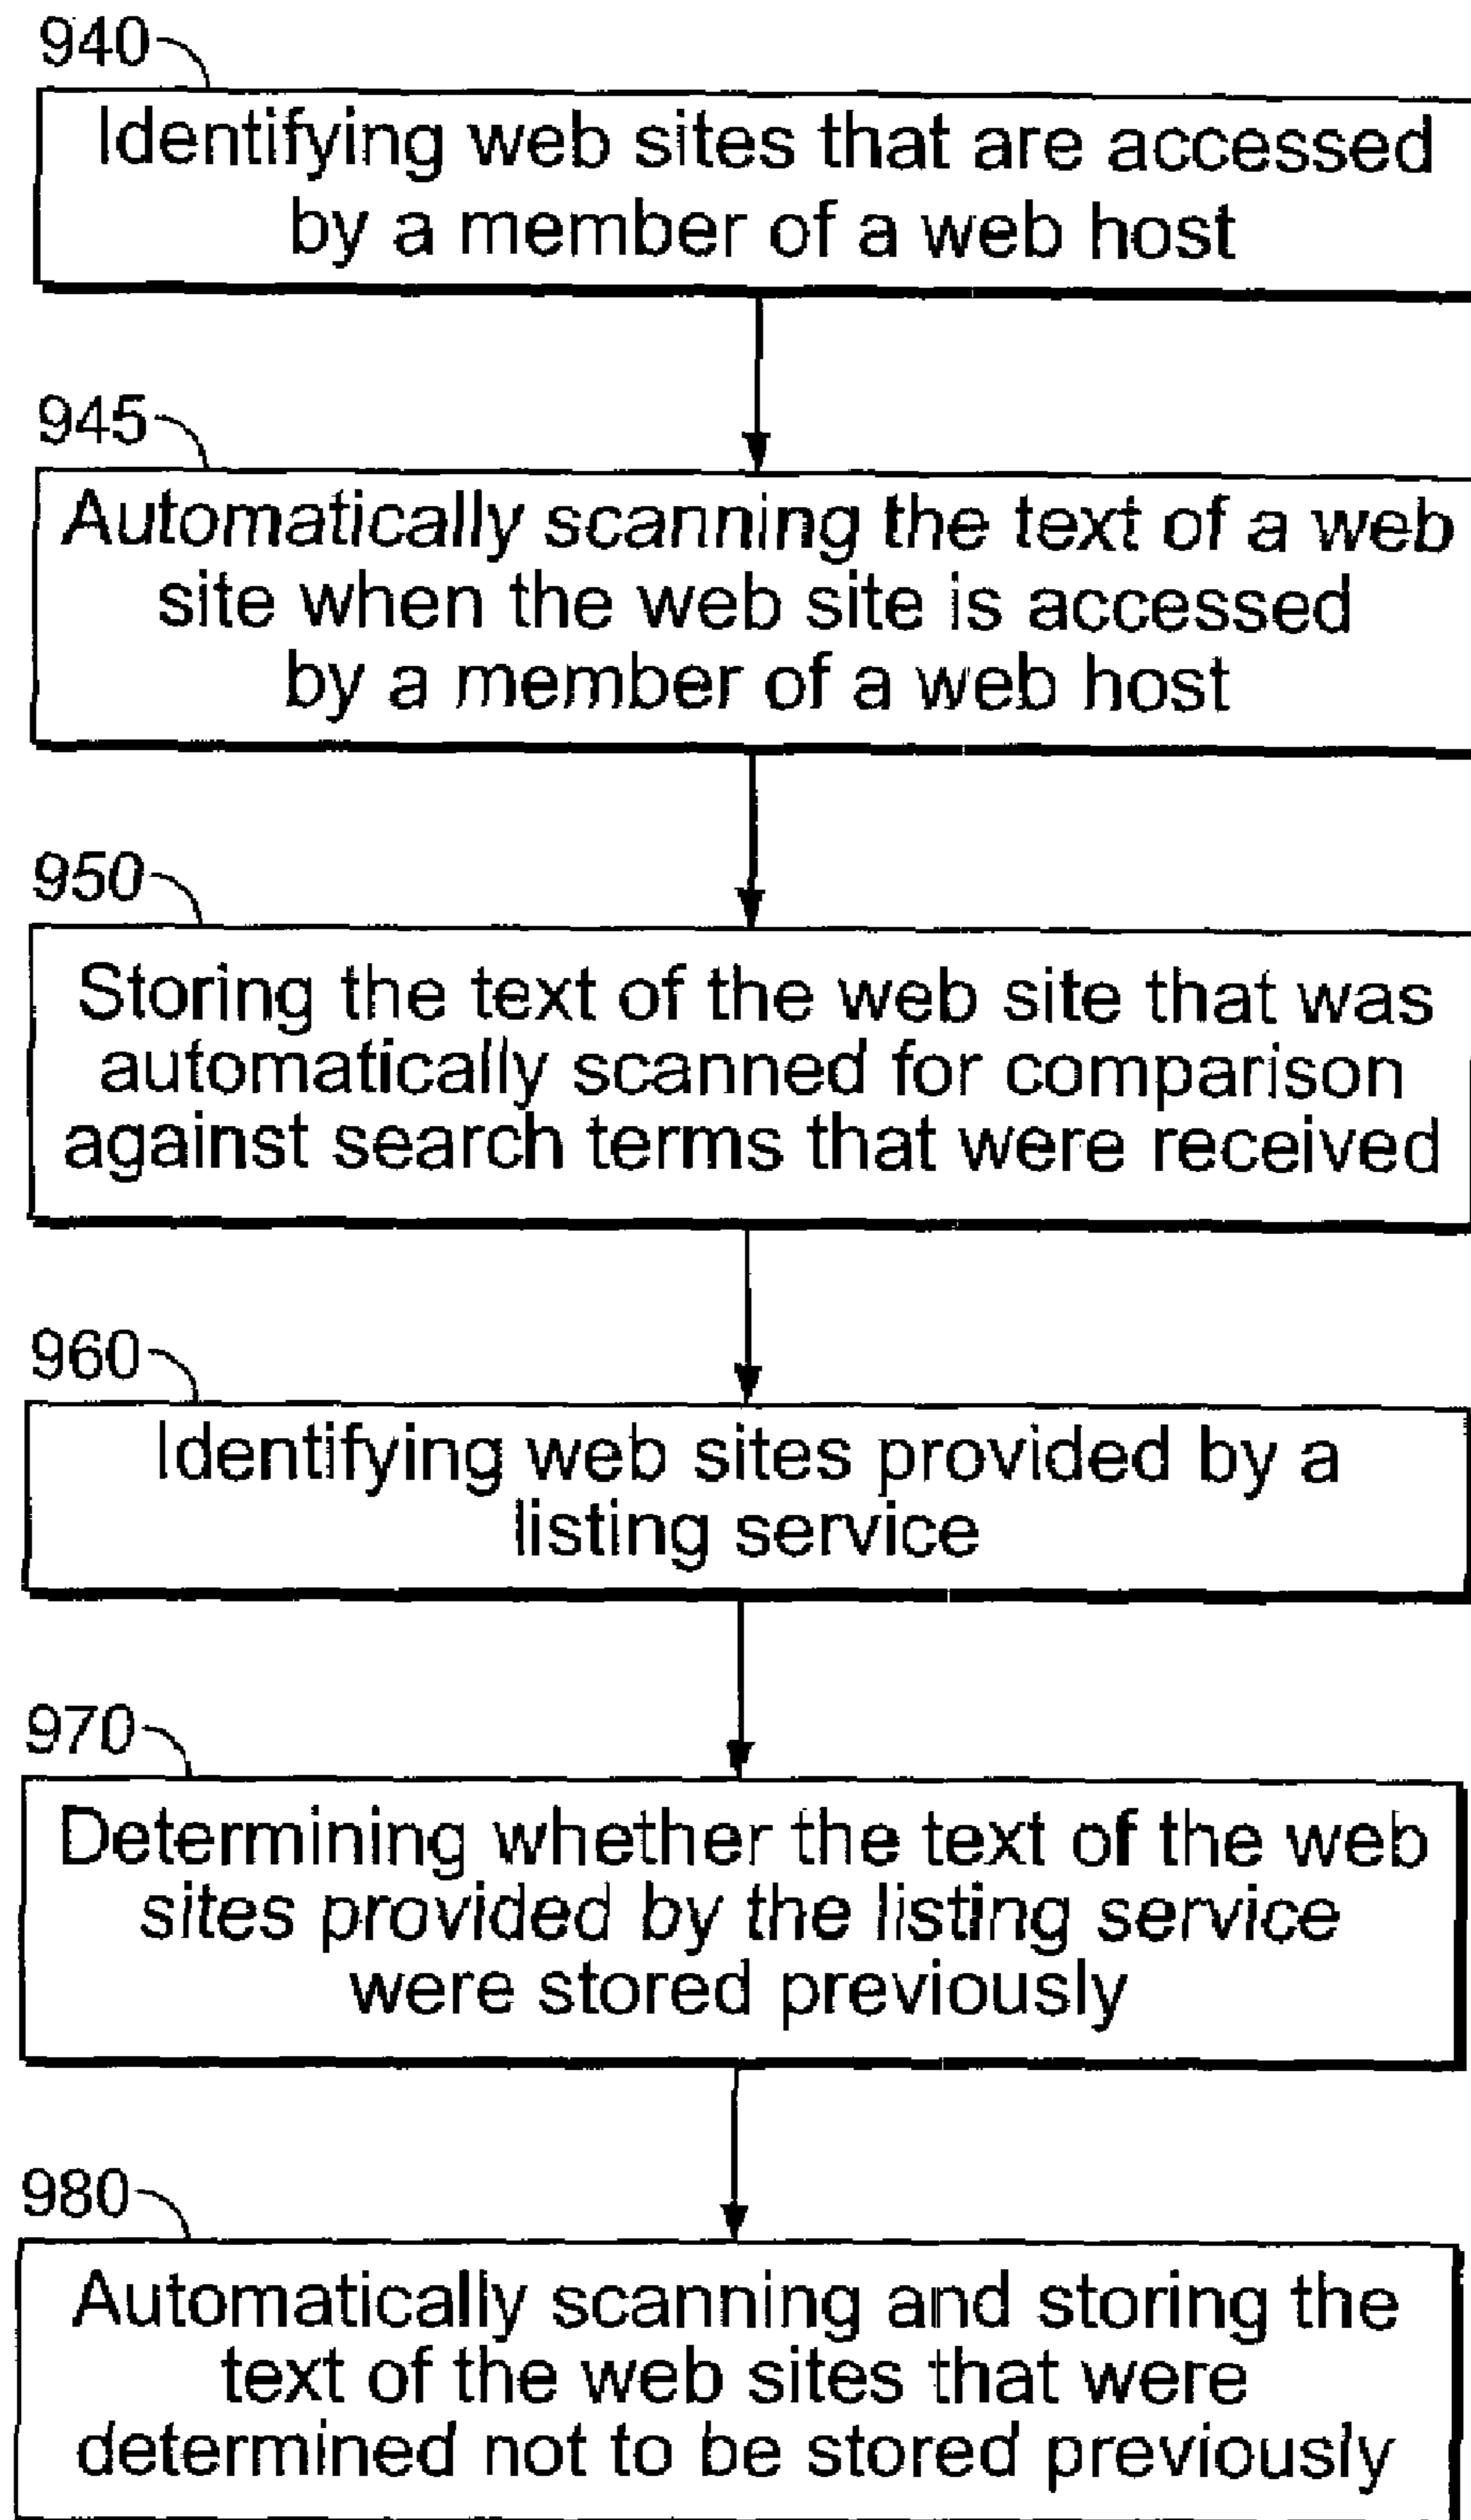 940
Identifying web sites that are accessed
by a member of a web host
945
Automatically scanning the text of a web
site when the web site is accessed
by a member of a web host
950
Storing the text of the web site that was
automatically scanned for comparison
against search terms that were received
960
Identifying web sites provided by a
listing service
970
Determining whether the text of the web
sites provided by the listing service
were stored previously
980
Automatically scanning and storing the
text of the web sites that were
determined not to be stored previously